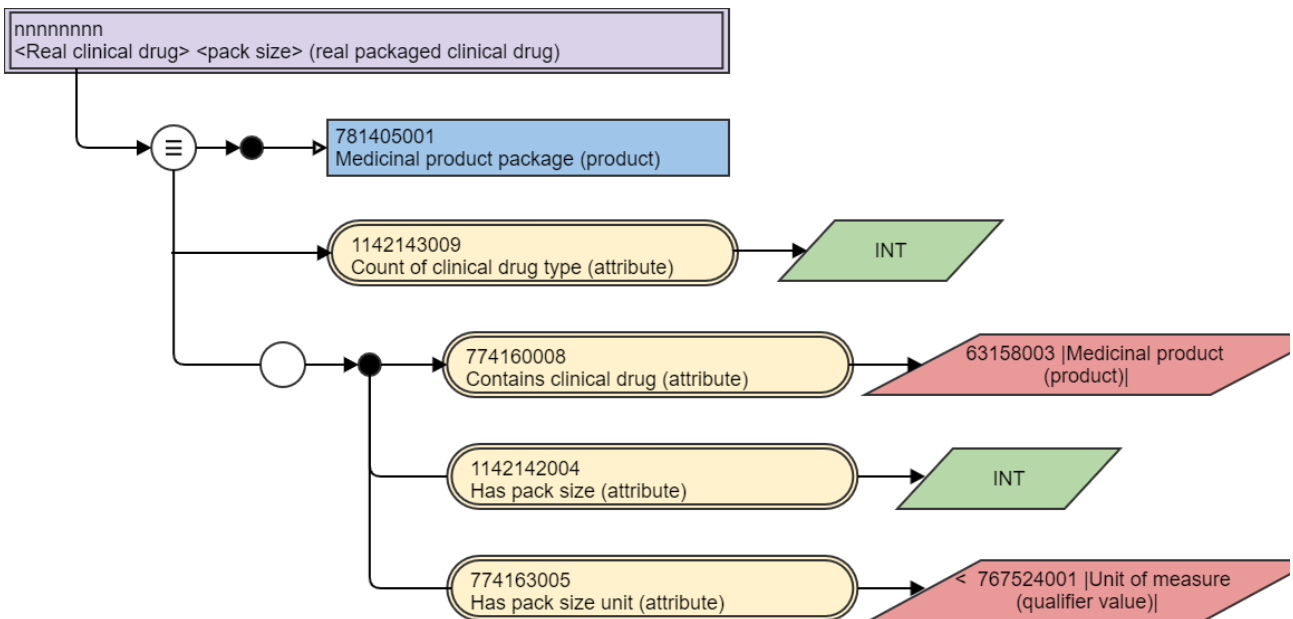 nnnnnnnn
<Real clinical drug> <pack size> (real packaged clinical drug)
781405001
Medicinal product package (product)
1142143009
Count of clinical drug type (attribute)
INT
774160008
Contains clinical drug (attribute)
63158003 |Medicinal product
(product)|
1142142004
Has pack size (attribute)
INT
774163005
Has pack size unit (attribute)
< 767524001 |Unit of measure
(qualifier value)|